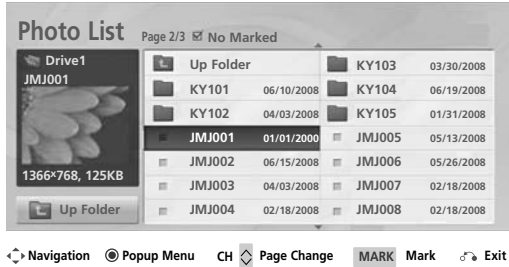 Photo List Page 2/3 No Marked
Drive1
JMJ001
1366×768, 125KB
Up Folder
Up Folder
KY101 06/10/2008
KY102 04/03/2008
JMJ001 01/01/2000
JMJ002 06/15/2008
JMJ003 04/03/2008
JMJ004 02/18/2008
KY103 03/30/2008
KY104 06/19/2008
KY105 01/31/2008
JMJ005 05/13/2008
JMJ006 05/26/2008
JMJ007 02/18/2008
JMJ008 02/18/2008
Navigation Popup Menu CH Page Change MARK Mark Exit